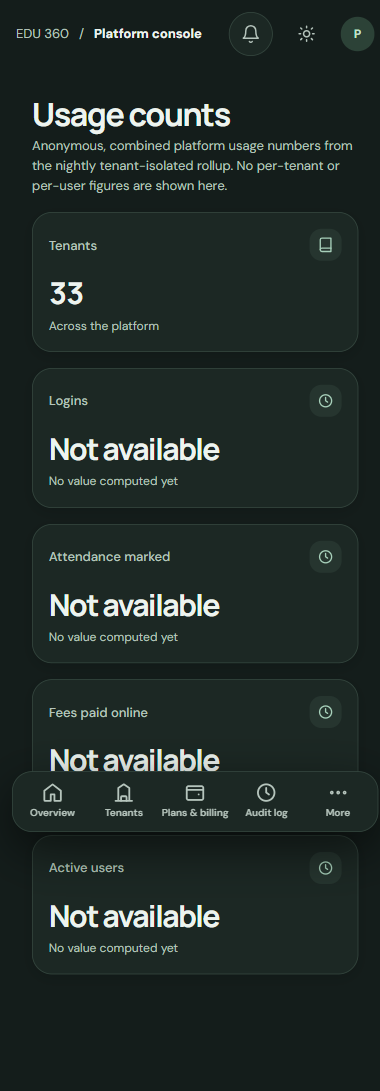 EDU 360 / Platform console
P
Usage counts
Anonymous, combined platform usage numbers from
the nightly tenant-isolated rollup. No per-tenant or
per-user figures are shown here.
Tenants
33
Across the platform
Logins
Not available
No value computed yet
Attendance marked
Not available
No value computed yet
Fees paid online
Not available
Overview
Tenants
Plans & billing
Audit log
More
Active users
Not available
No value computed yet